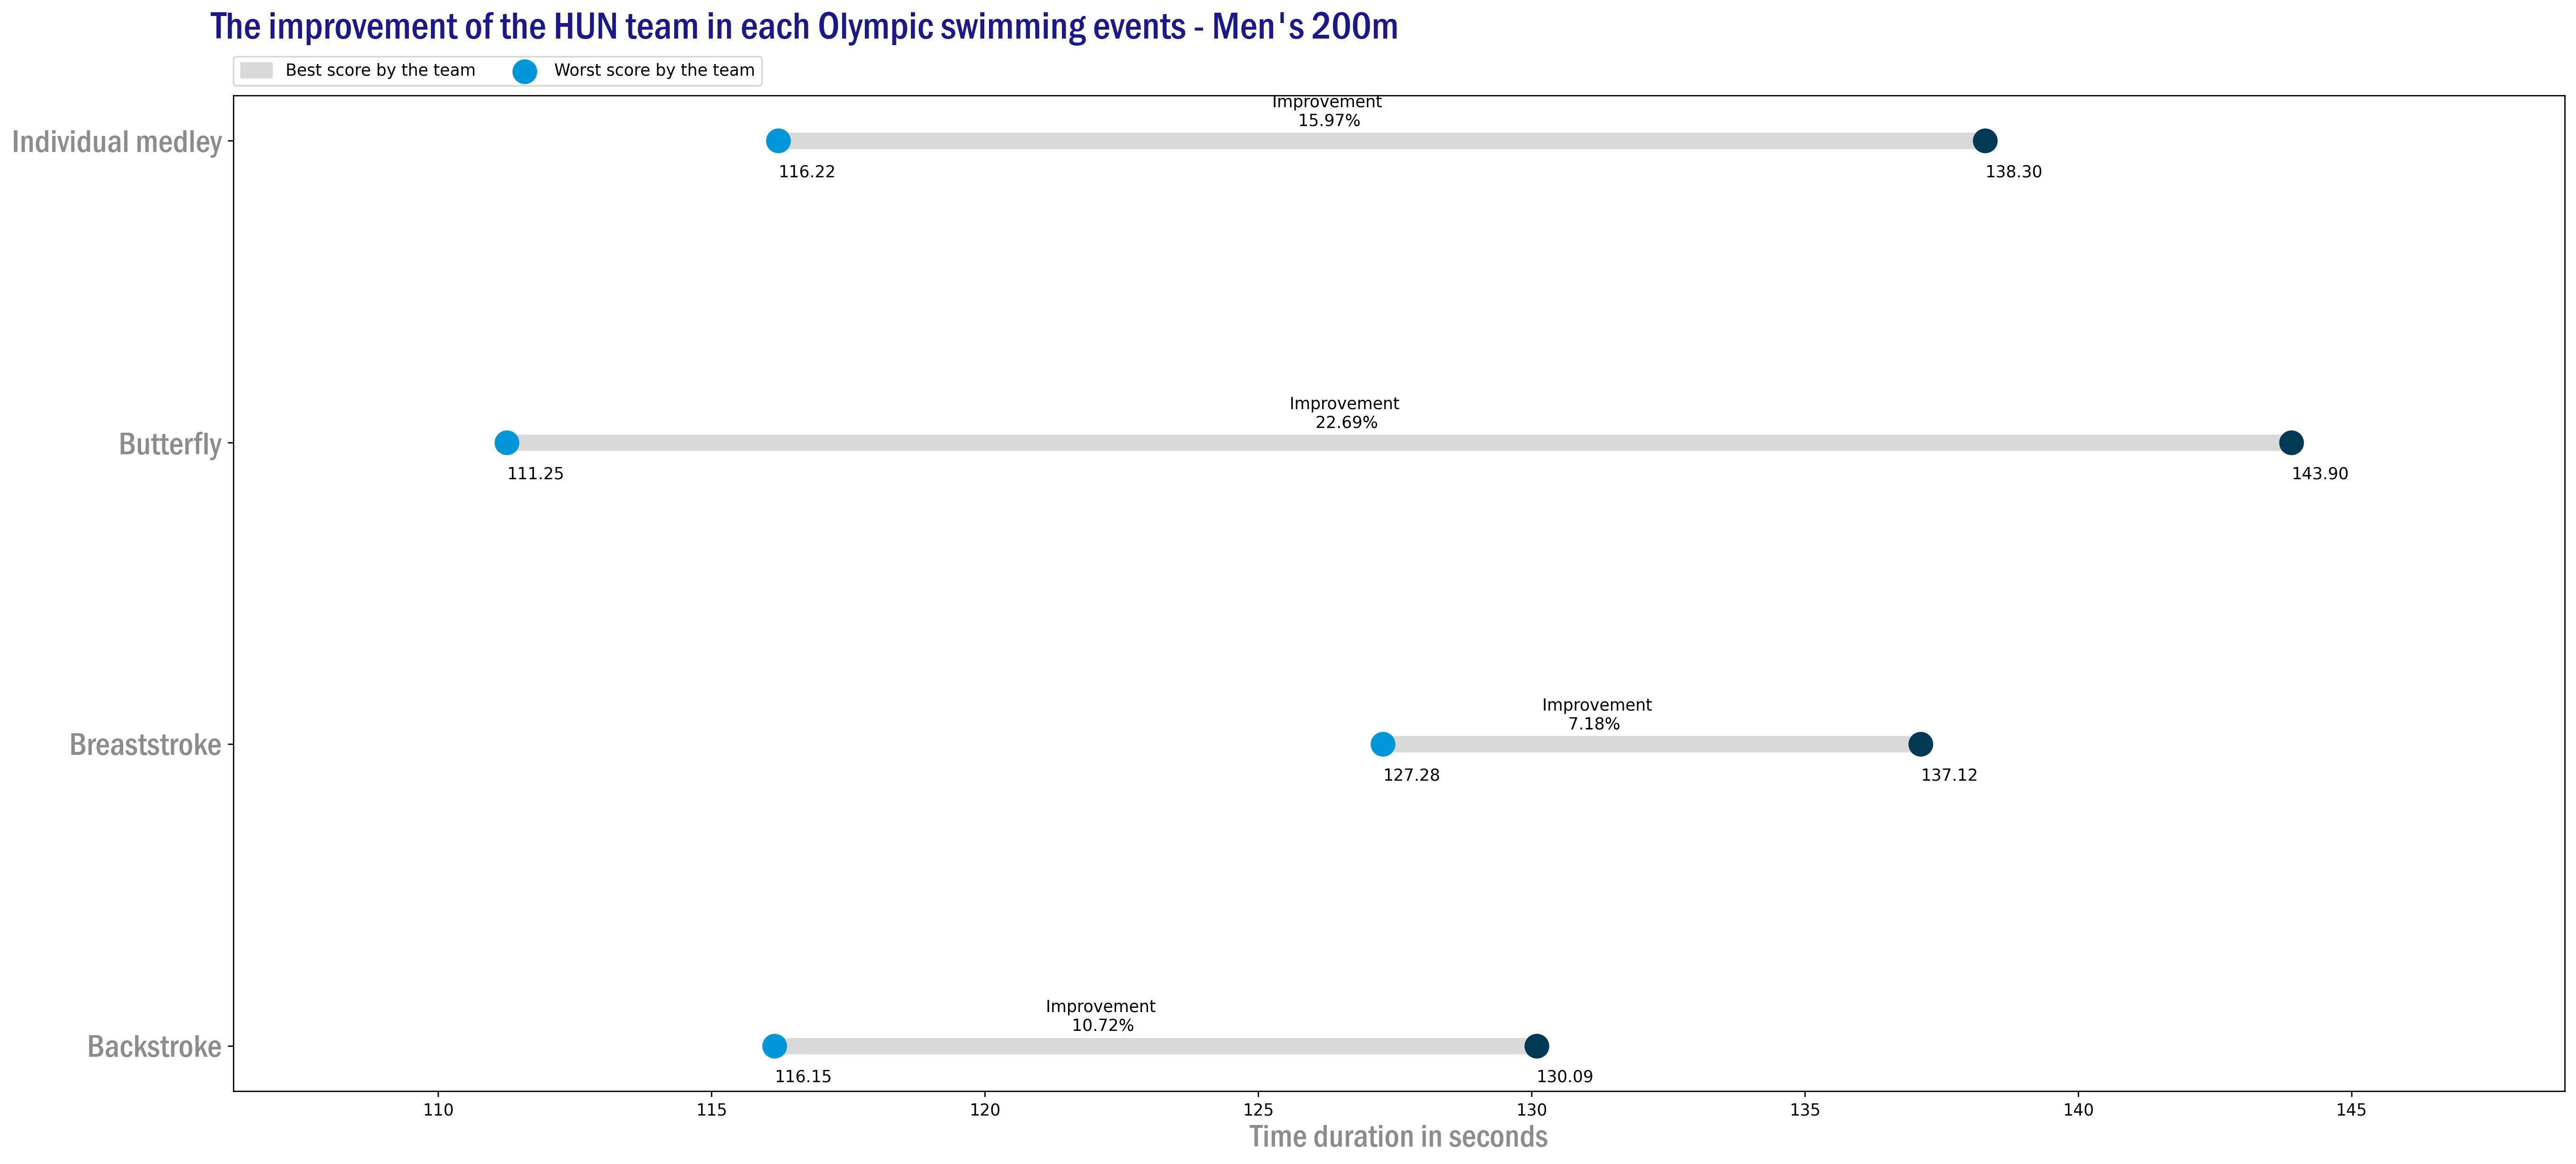 The improvement of the HUN team in each Olympic swimming events - Men's 200m
Best score by the team Worst score by the team
Individual medley
Improvement
15.97%
116.22
138.30
Butterfly
Improvement
22.69%
111.25
143.90
Breaststroke
Improvement
7.18%
127.28
137.12
Backstroke
Improvement
10.72%
116.15
130.09
110 115 120 125 130 135 140 145
Time duration in seconds